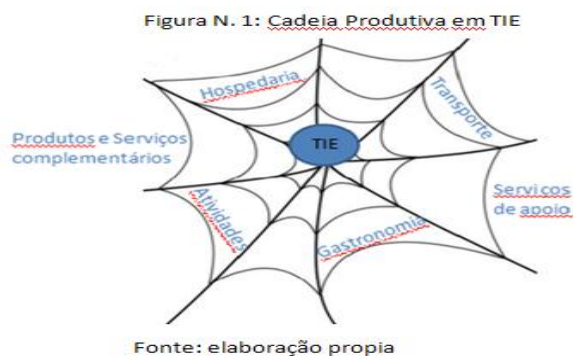 Figura N. 1: Cadeia Produtiva em TIE
Hospedaria
Transporte
TIE
Produtos e Serviços
complementários
Serviços
de apoio
Atividades
Gastronomia
Fonte: elaboração propia